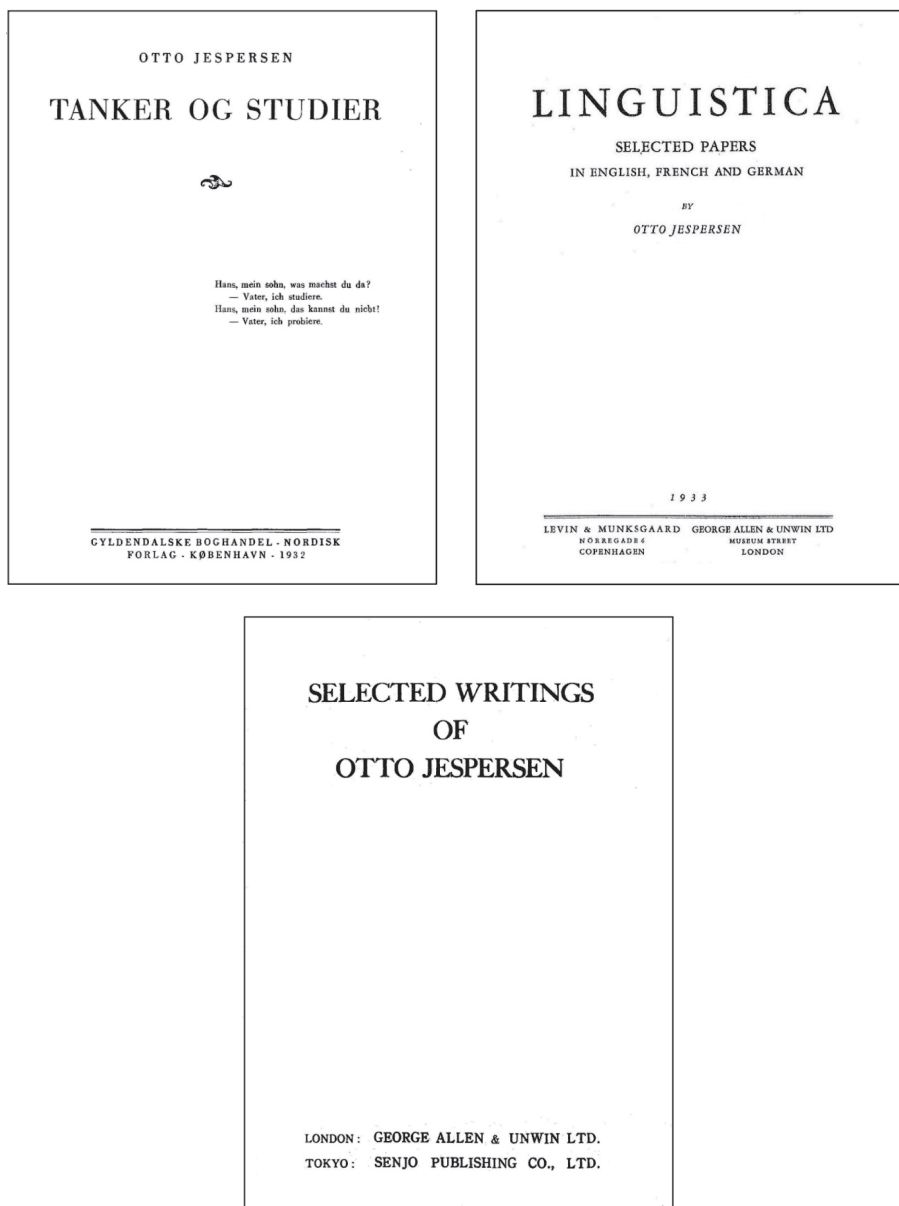 OTTO JESPERSEN
TANKER OG STUDIER
Hans, mein sohn, was machst du da?
— Vater, ich studiere.
Hans, mein sohn, das kannst du nicht!
— Vater, ich probiere.
GYLDENDALSKE BOGHANDEL - NORDISK
FORLAG - KØBENHAVN - 1932
LINGUISTICA
SELECTED PAPERS
IN ENGLISH, FRENCH AND GERMAN
BY
OTTO JESPERSEN
1933
LEVIN & MUNKSGAARD
NÖRREGADE 6
COPENHAGEN
GEORGE ALLEN & UNWIN LTD
MUSEUM STREET
LONDON
SELECTED WRITINGS
OF
OTTO JESPERSEN
LONDON: GEORGE ALLEN & UNWIN LTD.
TOKYO: SENJO PUBLISHING CO., LTD.